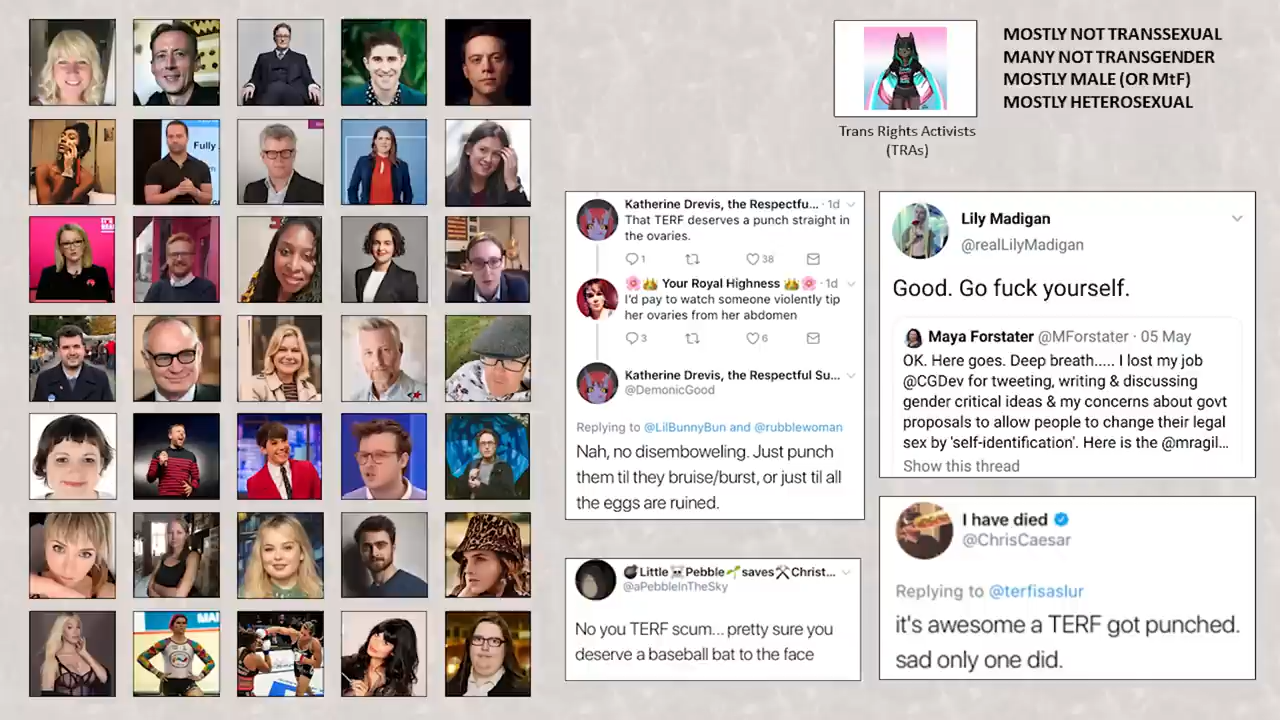 MOSTLY NOT TRANSSEXUAL
MANY NOT TRANSGENDER
MOSTLY MALE (OR MtF)
MOSTLY HETEROSEXUAL
Trans Rights Activists
(TRAs)
Fully
Katherine Drevis, the Respectfu... · 1d
That TERF deserves a punch straight in
the ovaries.
1 38
🌸👑 Your Royal Highness 👑🌸 · 1d
I'd pay to watch someone violently tip
her ovaries from her abdomen
3 6
Katherine Drevis, the Respectful Su...
@DemonicGood
Replying to @LilBunnyBun and @rubblewoman
Nah, no disemboweling. Just punch
them til they bruise/burst, or just til all
the eggs are ruined.
Lily Madigan
@realLilyMadigan
Good. Go fuck yourself.
Maya Forstater @MForstater · 05 May
OK. Here goes. Deep breath..... I lost my job
@CGDev for tweeting, writing & discussing
gender critical ideas & my concerns about govt
proposals to allow people to change their legal
sex by 'self-identification'. Here is the @mragil...
Show this thread
💣Little☠Pebble🌱saves⚒Christ...
@aPebbleInTheSky
No you TERF scum... pretty sure you
deserve a baseball bat to the face
I have died
@ChrisCaesar
Replying to @terfisaslur
it's awesome a TERF got punched.
sad only one did.